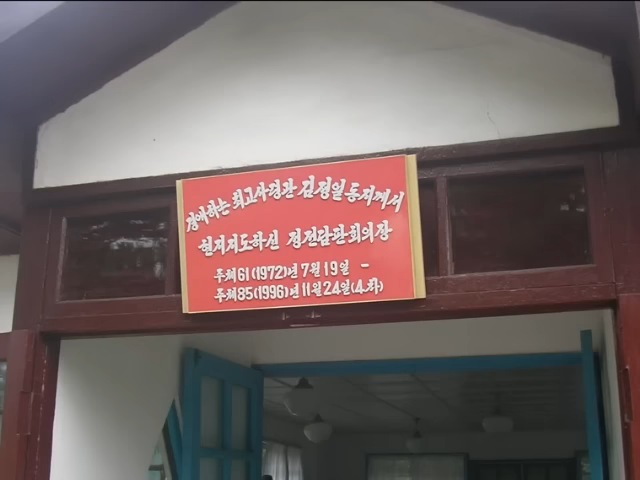 경애하는 최고사령관 김정일동지께서
현지지도하신 정전담판회의장
주체61(1972)년 7월 19일 -
주체85(1996)년 11월 24일(4차)